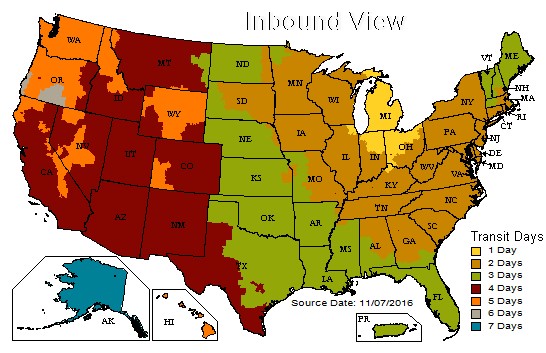 Inbound View
WA
OR
CA
NV
ID
MT
WY
UT
CO
AZ
NM
ND
SD
NE
KS
OK
TX
MN
IA
MO
AR
LA
WI
IL
MI
IN
OH
KY
TN
MS
AL
GA
FL
SC
NC
VA
WV
PA
NY
VT
ME
NH
MA
RI
CT
NJ
DE
MD
AK
HI
PR
Source Date: 11/07/2016
Transit Days
1 Day
2 Days
3 Days
4 Days
5 Days
6 Days
7 Days